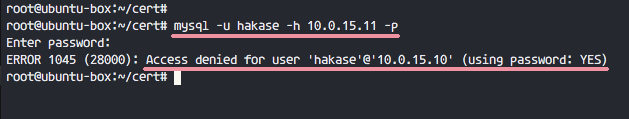 root@ubuntu-box:~/cert#
root@ubuntu-box:~/cert# mysql -u hakase -h 10.0.15.11 -p
Enter password:
ERROR 1045 (28000): Access denied for user 'hakase'@'10.0.15.10' (using password: YES)
root@ubuntu-box:~/cert#